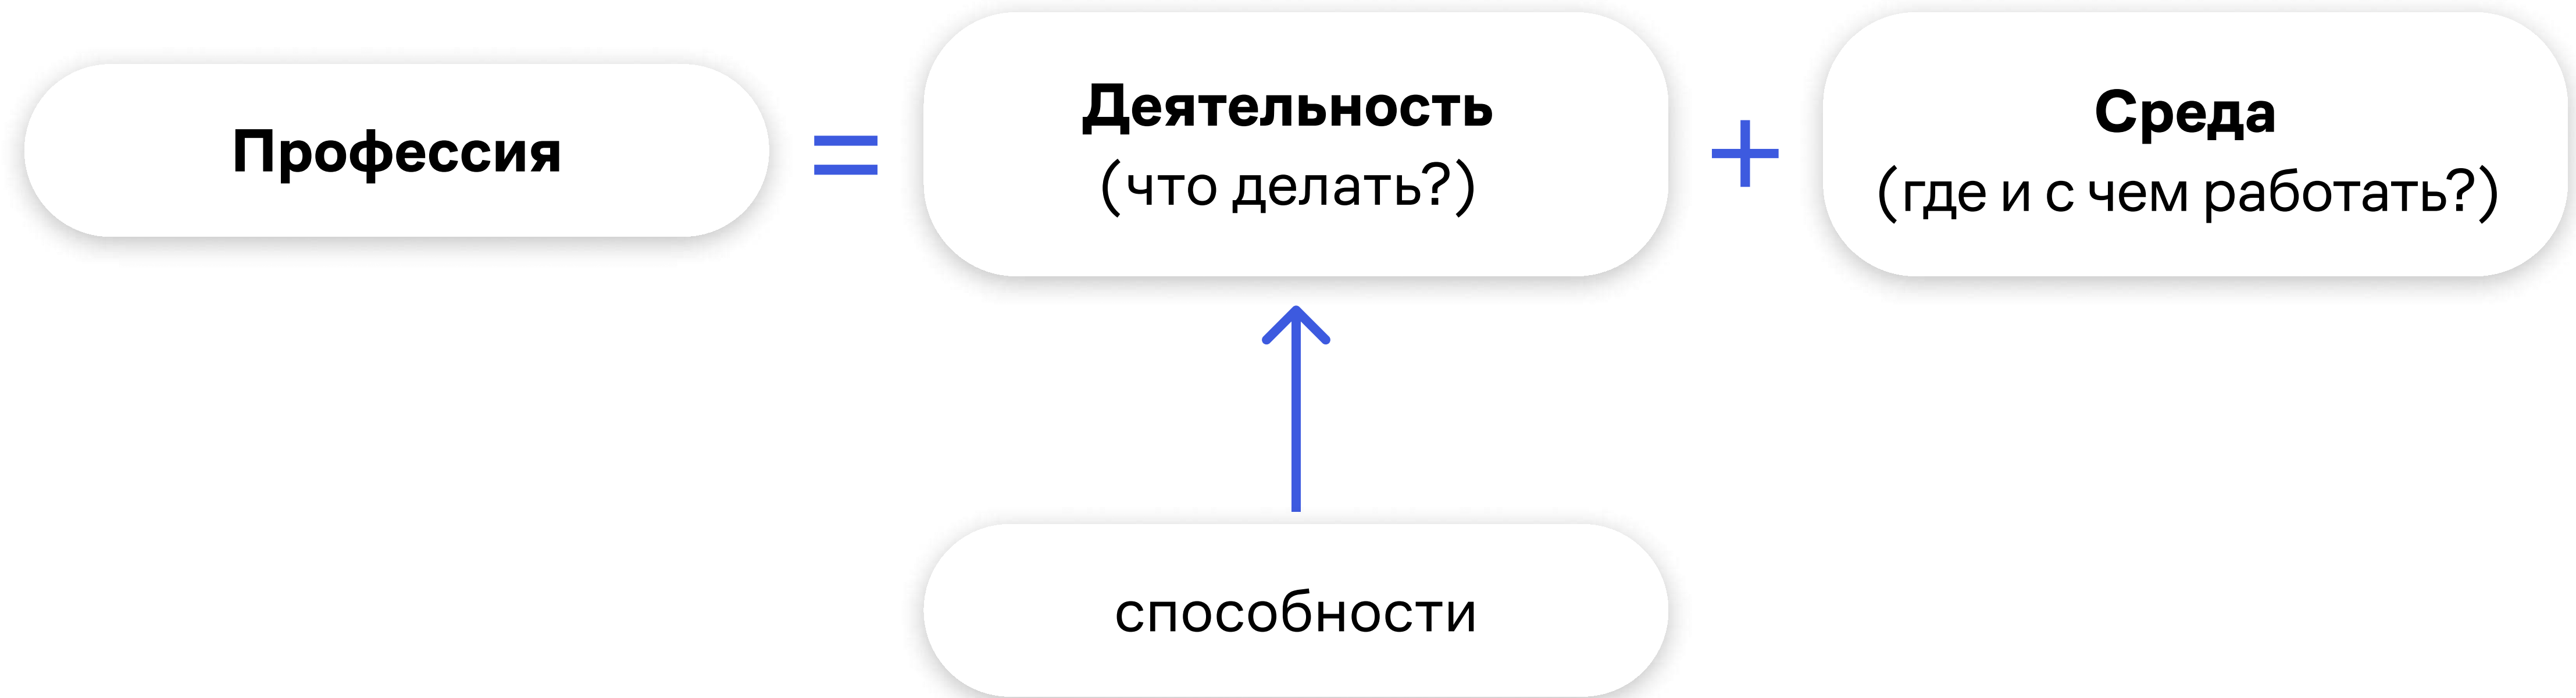 Профессия
=
Деятельность
(что делать?)
+
Среда
(где и с чем работать?)
способности